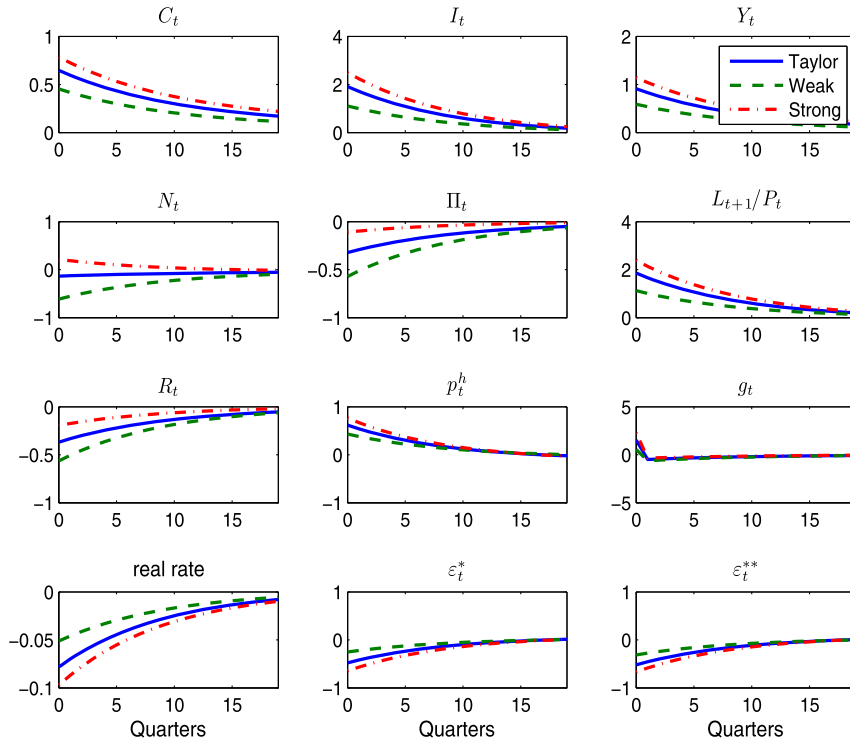 $C_t$
1
0.5
0
0 5 10 15
$I_t$
4
2
0
0 5 10 15
$Y_t$
2
1
0
0 5 10 15
Taylor
Weak
Strong
$N_t$
1
0
−1
0 5 10 15
$\Pi_t$
0
−0.5
−1
0 5 10 15
$L_{t+1}/P_t$
4
2
0
0 5 10 15
$R_t$
0
−0.5
−1
0 5 10 15
$p_t^h$
1
0
−1
0 5 10 15
$g_t$
5
0
−5
0 5 10 15
real rate
0
−0.05
−0.1
0 5 10 15
Quarters
$\varepsilon_t^*$
1
0
−1
0 5 10 15
Quarters
$\varepsilon_t^{**}$
1
0
−1
0 5 10 15
Quarters